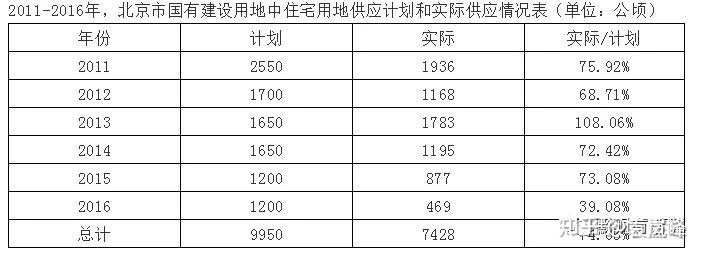 2011-2016年，北京市国有建设用地中住宅用地供应计划和实际供应情况表（单位：公顷）
年份 计划 实际 实际/计划
2011 2550 1936 75.92%
2012 1700 1168 68.71%
2013 1650 1783 108.06%
2014 1650 1195 72.42%
2015 1200 877 73.08%
2016 1200 469 39.08%
总计 9950 7428
知乎